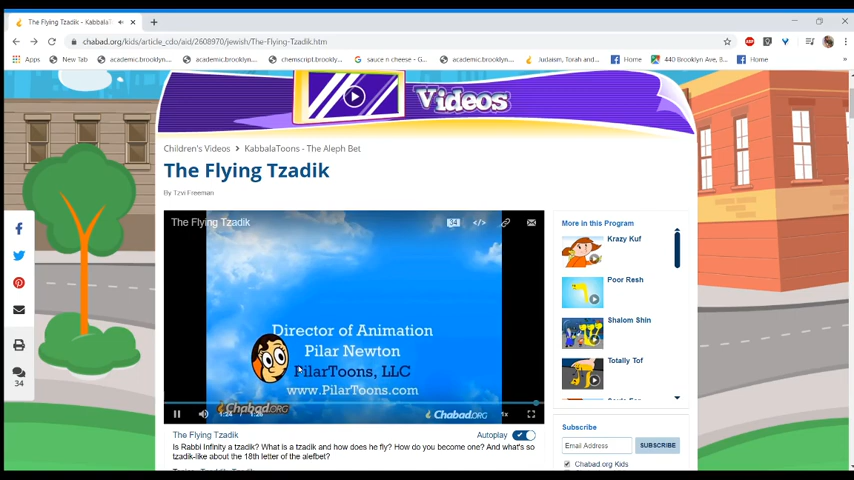 The Flying Tzadik - Kabbala
chabad.org/kids/article_cdo/aid/2608970/jewish/The-Flying-Tzadik.htm
Apps
New Tab
academic.brooklyn...
academic.brooklyn...
chemscript.brookly...
sauce n cheese - G...
academic.brooklyn...
Judaism, Torah and...
Home
440 Brooklyn Ave, B...
Home
Videos
Children's Videos > KabbalaToons - The Aleph Bet
The Flying Tzadik
By Tzvi Freeman
The Flying Tzadik
34
Director of Animation
Pilar Newton
PilarToons, LLC
www.PilarToons.com
Chabad.ORG
1:24 1:26
Chabad.ORG
1x
The Flying Tzadik
Autoplay
Is Rabbi Infinity a tzadik? What is a tzadik and how does he fly? How do you become one? And what's so
tzadik-like about the 18th letter of the alefbet?
34
More in this Program
Krazy Kuf
Poor Resh
Shalom Shin
Totally Tof
Subscribe
Email Address
SUBSCRIBE
Chabad.org Kids